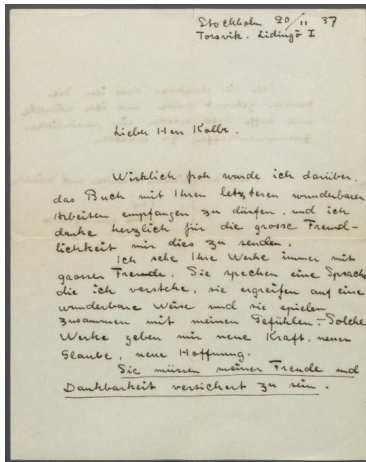 Stockholm 20/11 37
Torsvik. Lidingö I
Lieber Herr Kolbe.
Wirklich froh wurde ich darüber,
das Buch mit Ihren letzteren wunderbaren
Arbeiten empfangen zu dürfen, und ich
danke herzlich für die grosse Freund-
lichkeit mir dies zu senden.
Ich sehe Ihre Werke immer mit
grosser Freude. Sie sprechen eine Sprache
die ich verstehe, sie ergreifen auf eine
wunderbare Weise und sie spielen
zusammen mit meinen Gefühlen. – Solche
Werke geben mir neue Kraft, neuen
Glaube, neue Hoffnung.
Sie müssen meiner Freude und
Dankbarkeit versichert zu sein.